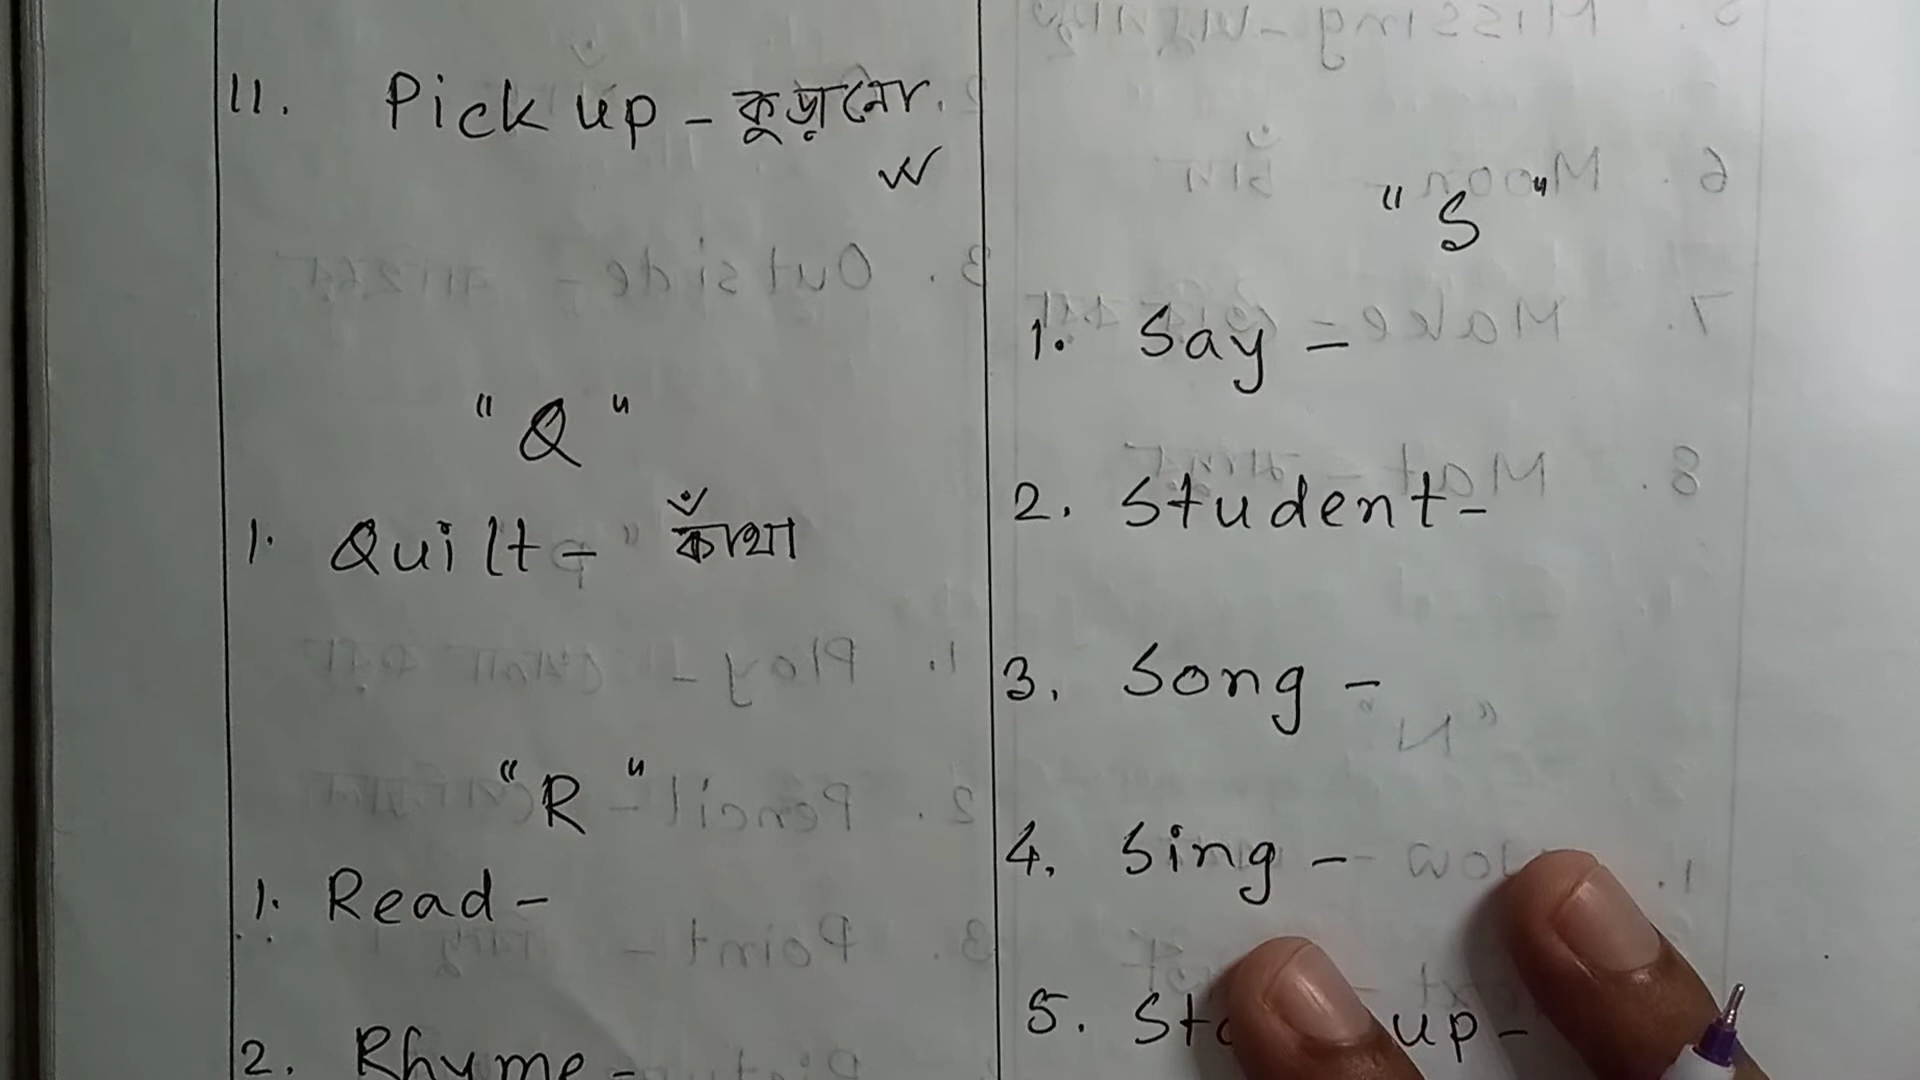 11. Pick up - কুড়ানো.
"Q"
1. Quilt - কাঁথা
"R"
1. Read -
2. Rhyme -
"S"
1. Say =
2. Student -
3. Song -
4. Sing -
5. up -